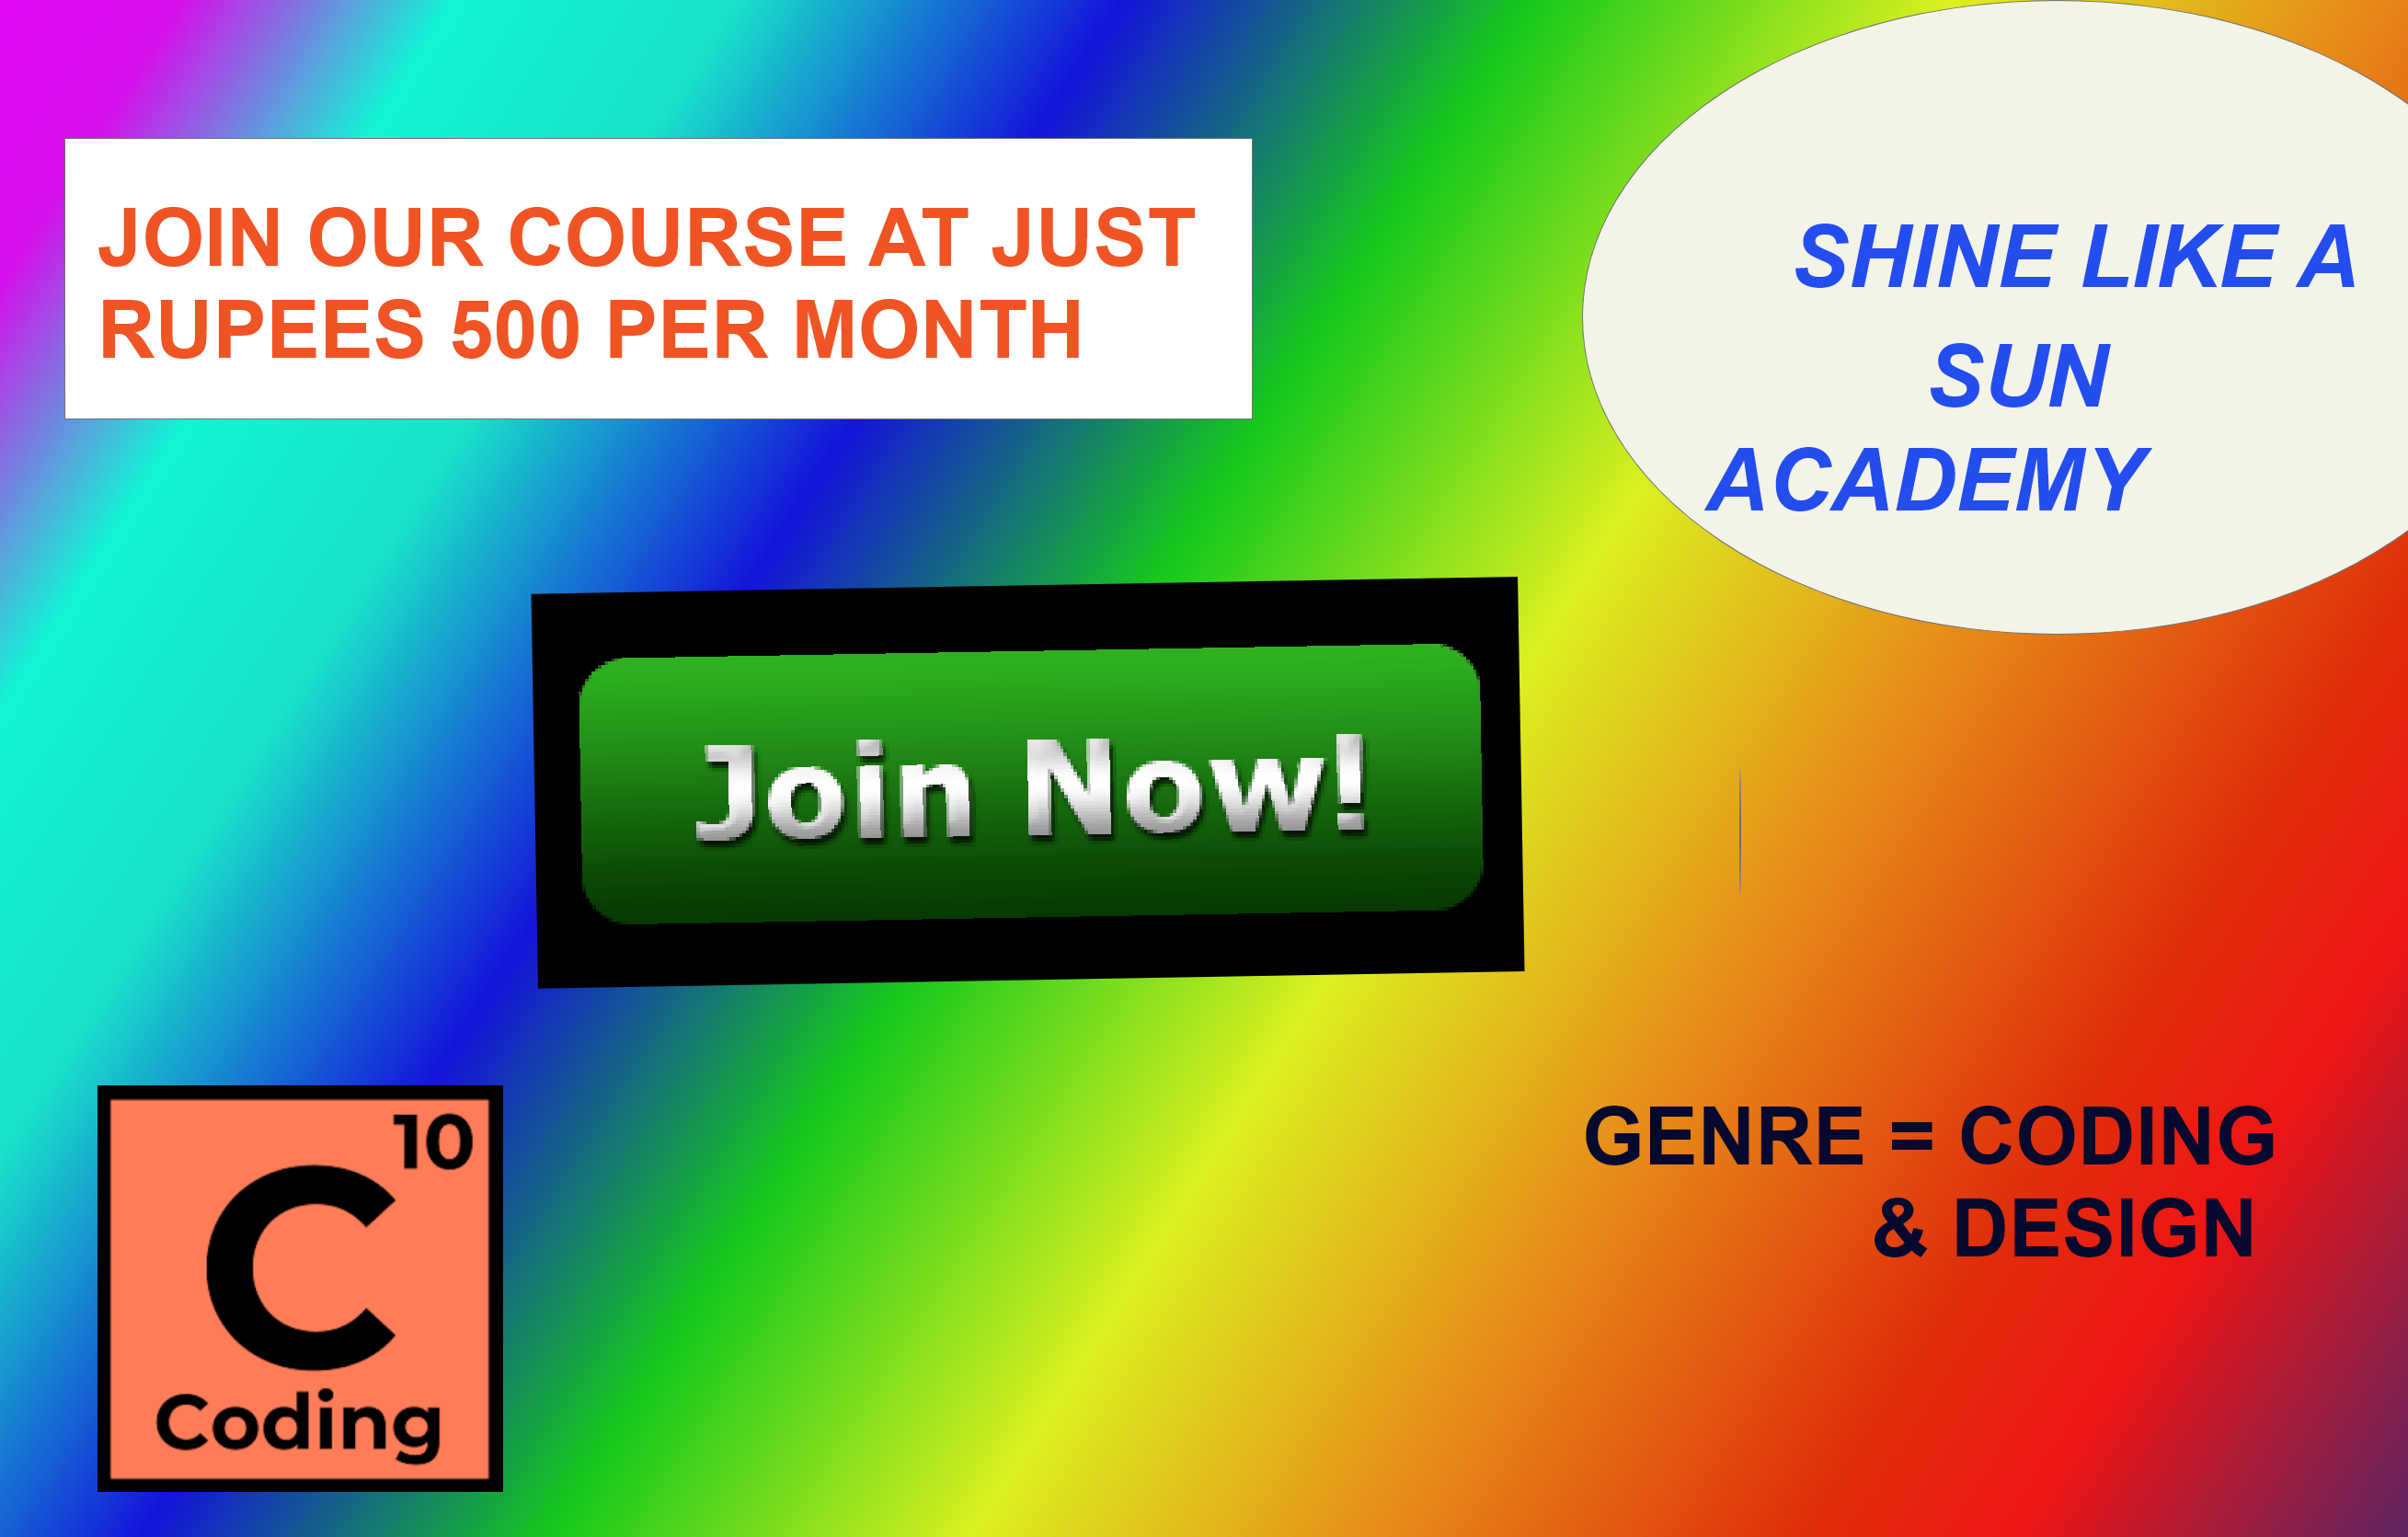 JOIN OUR COURSE AT JUST
RUPEES 500 PER MONTH
SHINE LIKE A
SUN
ACADEMY
Join Now!
10
C
Coding
GENRE = CODING
& DESIGN